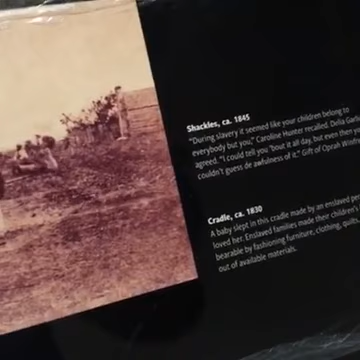 Shackles, ca. 1845
"During slavery it seemed like your children belong to
everybody but you," Caroline Hunter recalled. Delia
agreed. "I could tell you 'bout it all day, but even then you
couldn't guess de awfulness of it." Gift of Oprah
Cradle, ca. 1830
A baby slept in this cradle made by an enslaved
loved her. Enslaved families made their children's
bearable by fashioning furniture, clothing, quilts,
out of available materials.